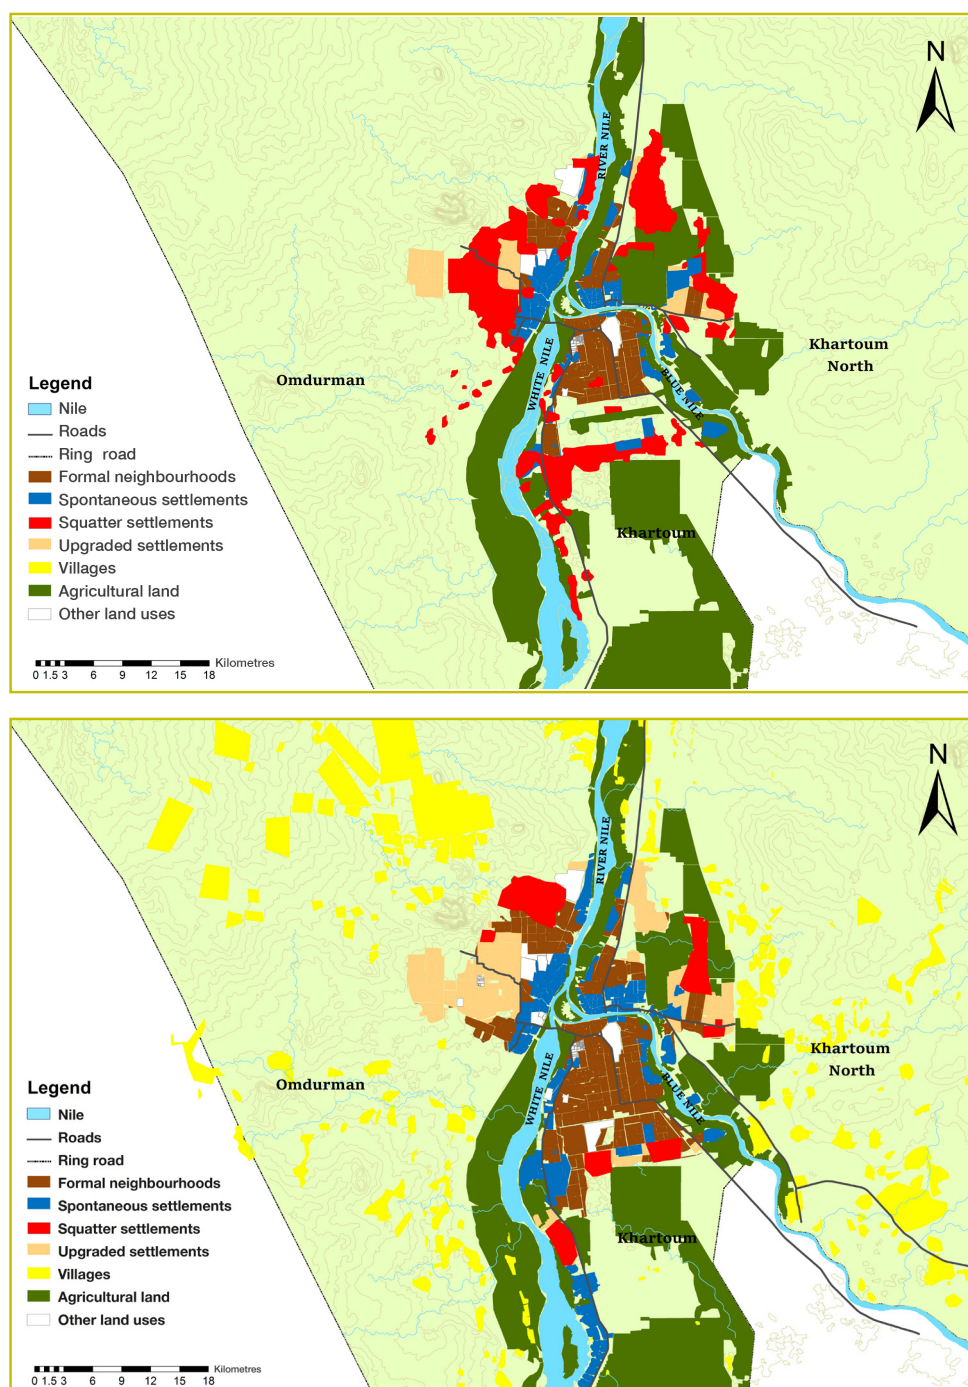 N
RIVER NILE
WHITE NILE
BLUE NILE
Omdurman
Khartoum
North
Khartoum
Legend
Nile
Roads
Ring road
Formal neighbourhoods
Spontaneous settlements
Squatter settlements
Upgraded settlements
Villages
Agricultural land
Other land uses
Kilometres
0 1.5 3 6 9 12 15 18
N
RIVER NILE
WHITE NILE
BLUE NILE
Khartoum
North
Omdurman
Khartoum
Legend
Nile
Roads
Ring road
Formal neighbourhoods
Spontaneous settlements
Squatter settlements
Upgraded settlements
Villages
Agricultural land
Other land uses
Kilometres
0 1.5 3 6 9 12 15 18